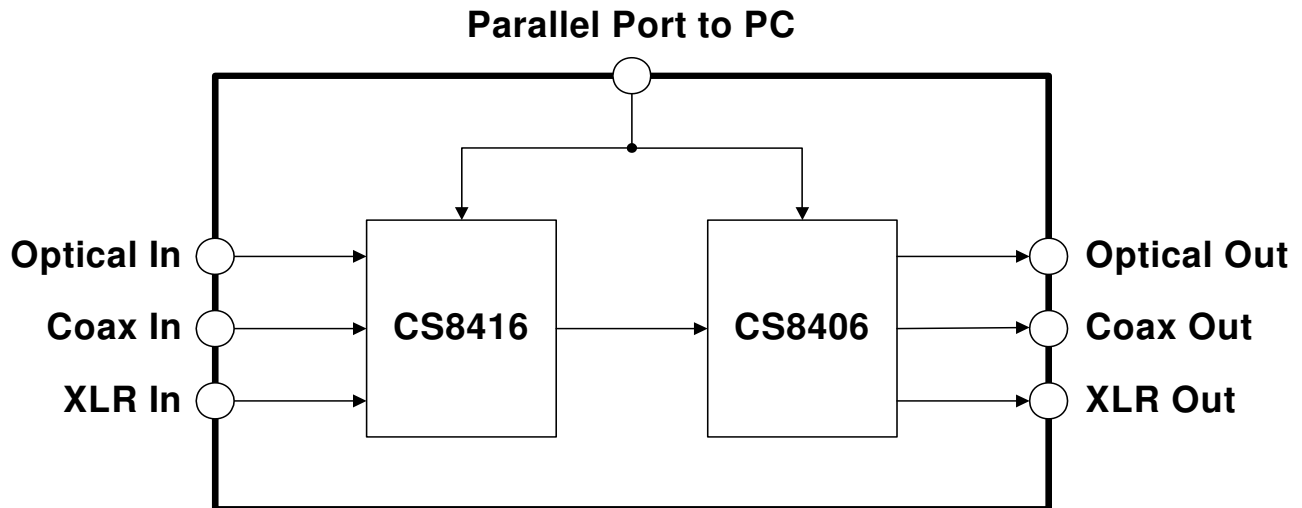 Parallel Port to PC
Optical In
Coax In
XLR In
CS8416
CS8406
Optical Out
Coax Out
XLR Out